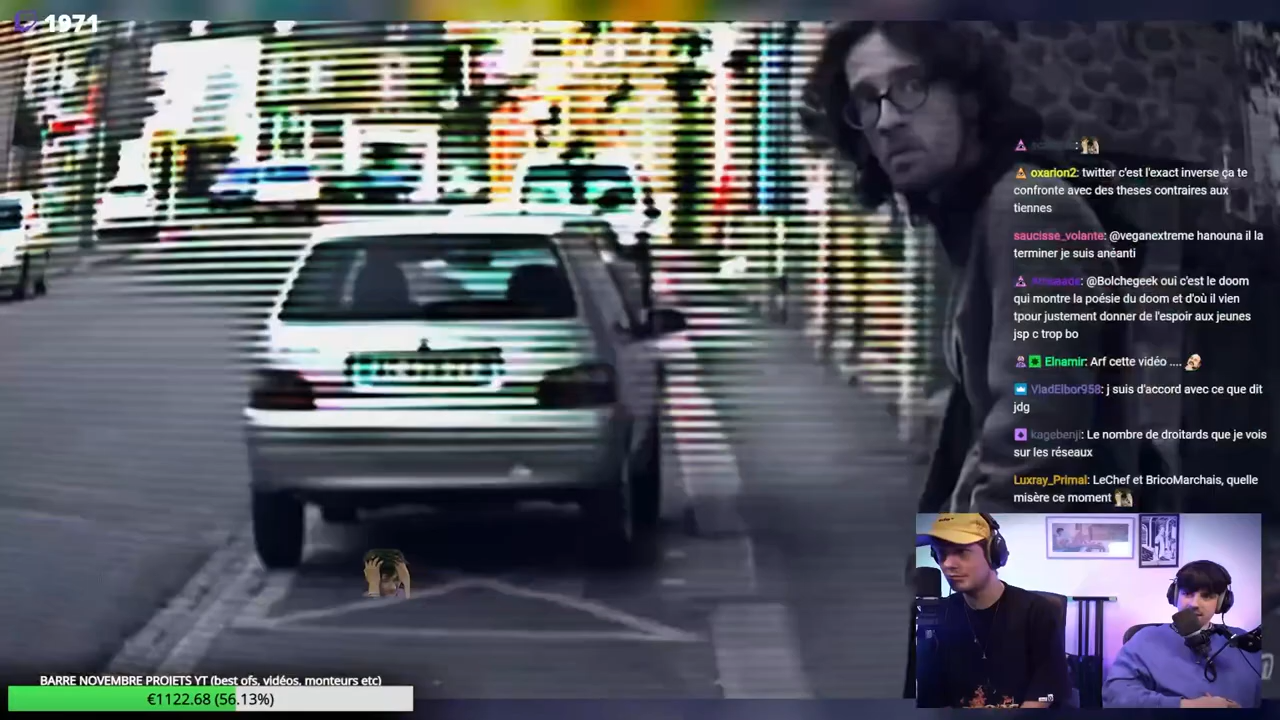 1971
oxarion2: twitter c'est l'exact inverse ça te
confronte avec des theses contraires aux
tiennes
saucisse_volante: @veganextreme hanouna il la
terminer je suis anèanti
: @Bolchegeek oui c'est le doom
qui montre la poésie du doom et d'où il vien
tpour justement donner de l'espoir aux jeunes
jsp c trop bo
Elnamir: Arf cette vidéo ....
VladElbor958: j suis d'accord avec ce que dit
jdg
kagebenji: Le nombre de droitards que je vois
sur les réseaux
Luxray_Primal: LeChef et BricoMarchais, quelle
misère ce moment
BARRE NOVEMBRE PROJETS YT (best ofs, vidéos, monteurs etc)
€1122.68 (56.13%)